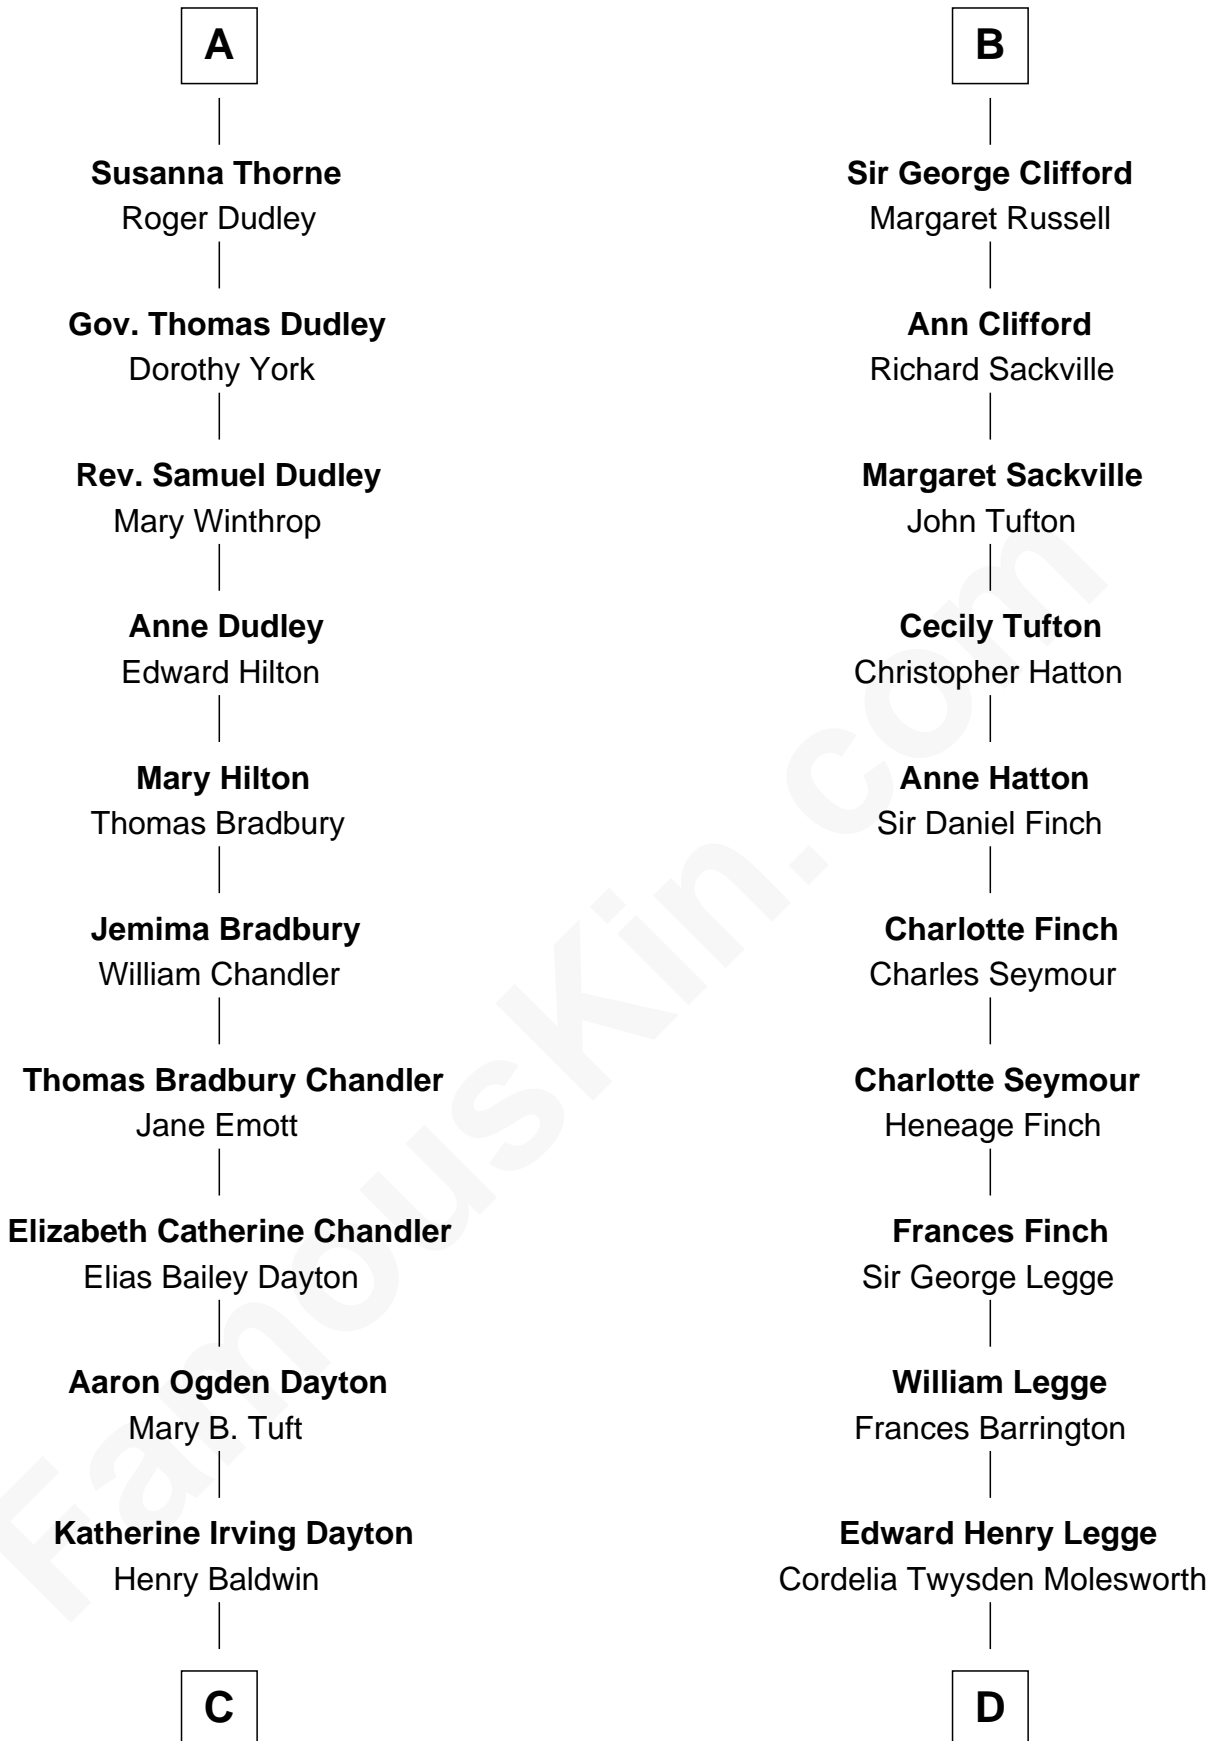 A
Susanna Thorne
Roger Dudley
Gov. Thomas Dudley
Dorothy York
Rev. Samuel Dudley
Mary Winthrop
Anne Dudley
Edward Hilton
Mary Hilton
Thomas Bradbury
Jemima Bradbury
William Chandler
Thomas Bradbury Chandler
Jane Emott
Elizabeth Catherine Chandler
Elias Bailey Dayton
Aaron Ogden Dayton
Mary B. Tuft
Katherine Irving Dayton
Henry Baldwin
C
B
Sir George Clifford
Margaret Russell
Ann Clifford
Richard Sackville
Margaret Sackville
John Tufton
Cecily Tufton
Christopher Hatton
Anne Hatton
Sir Daniel Finch
Charlotte Finch
Charles Seymour
Charlotte Seymour
Heneage Finch
Frances Finch
Sir George Legge
William Legge
Frances Barrington
Edward Henry Legge
Cordelia Twysden Molesworth
D
FamousKin.com